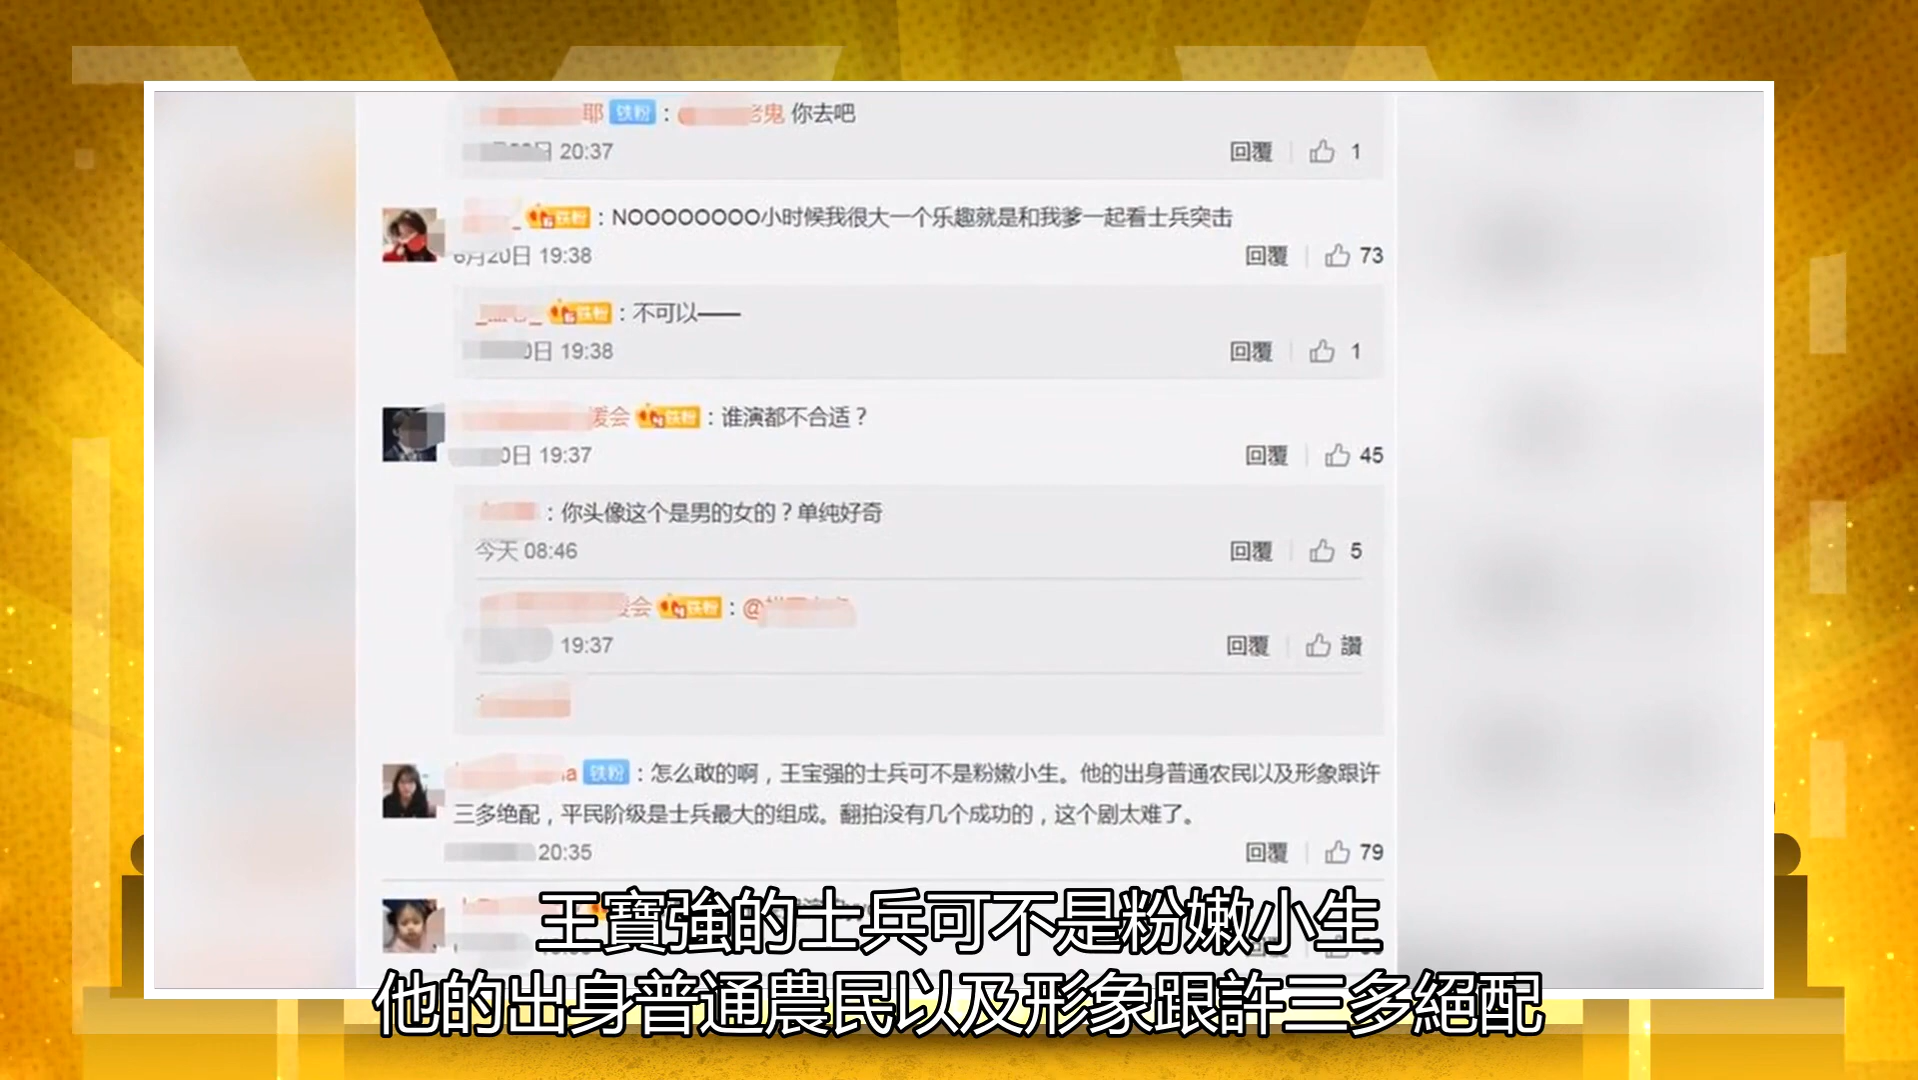 耶 铁粉：老鬼 你去吧
20:37 回覆 1
铁粉：NOOOOOOOO小时候我很大一个乐趣就是和我爹一起看士兵突击
6月20日 19:38 回覆 73
铁粉：不可以——
0日 19:38 回覆 1
援会 铁粉：谁演都不合适？
0日 19:37 回覆 45
：你头像这个是男的女的？单纯好奇
今天 08:46 回覆 5
援会 铁粉：@
19:37 回覆 讚
a 铁粉：怎么敢的啊，王宝强的士兵可不是粉嫩小生。他的出身普通农民以及形象跟许
三多绝配，平民阶级是士兵最大的组成。翻拍没有几个成功的，这个剧太难了。
20:35 回覆 79
王寶強的士兵可不是粉嫩小生
他的出身普通農民以及形象跟許三多絕配